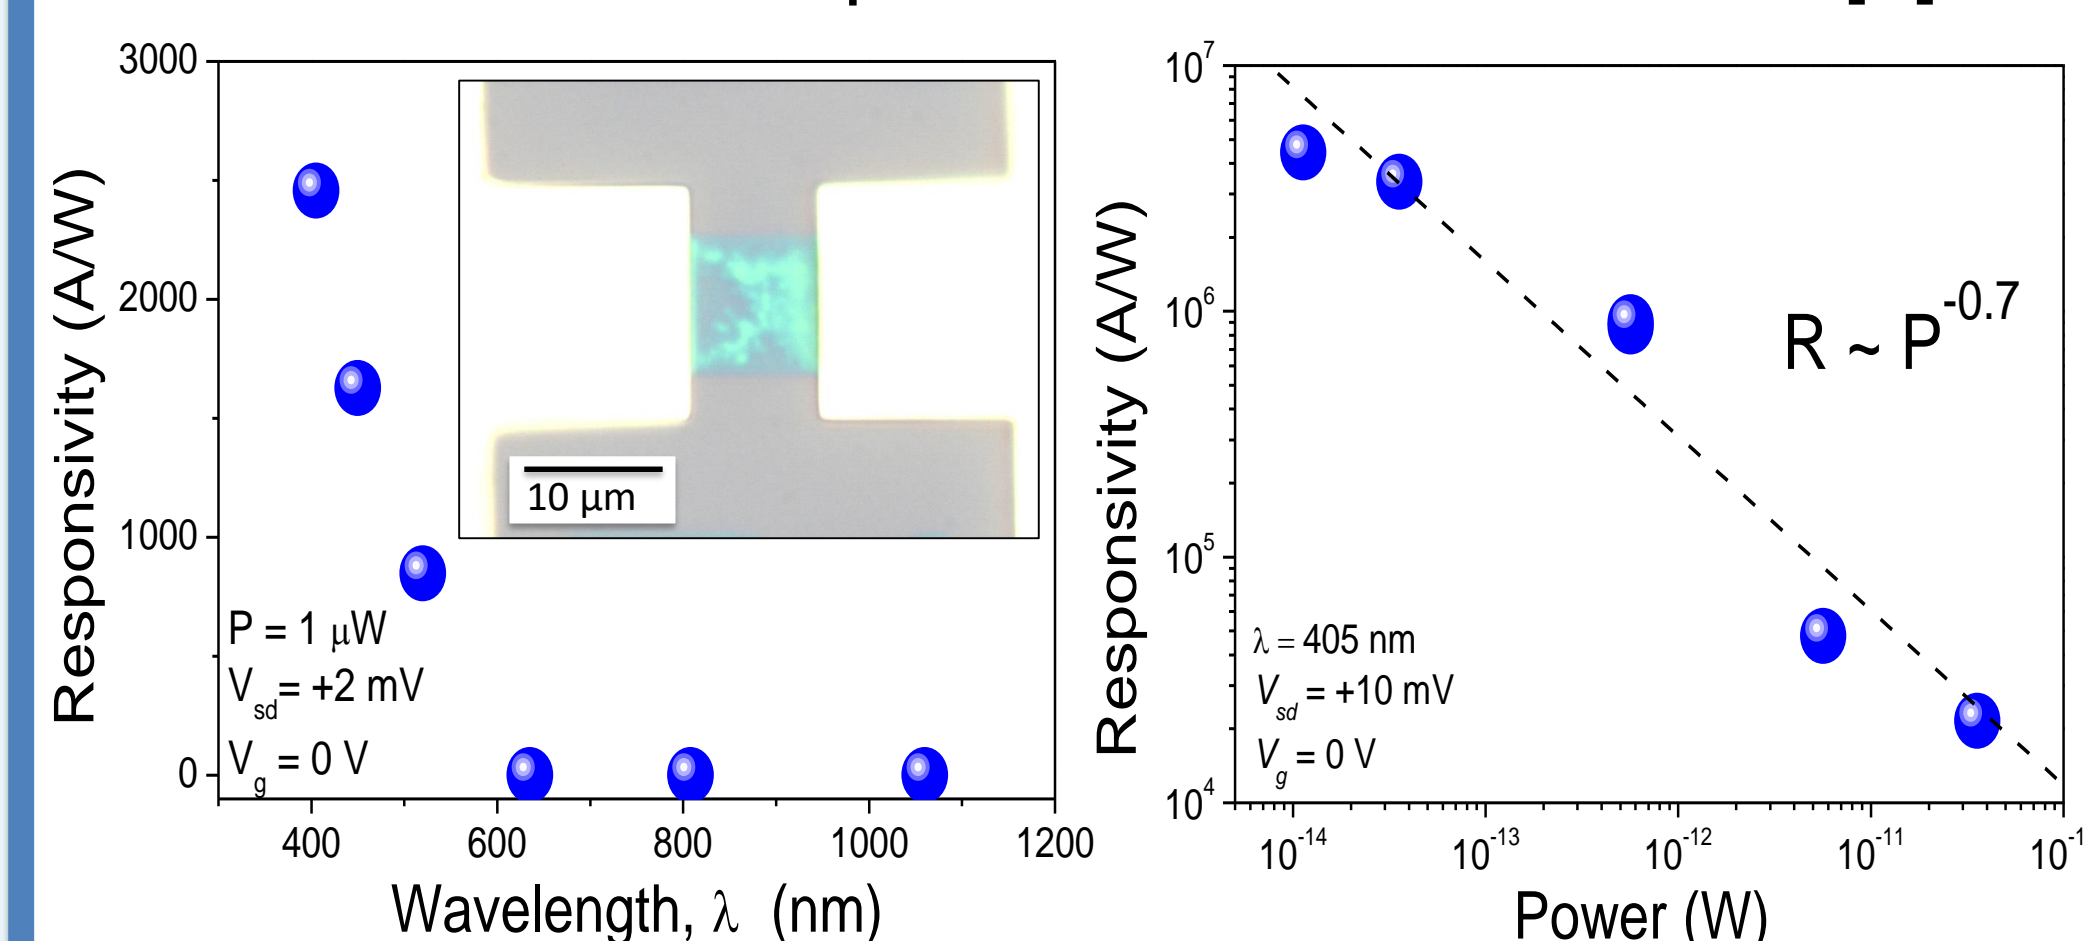 3000
2000
1000
0
Responsivity (A/W)
10 μm
P = 1 μW
V_sd = +2 mV
V_g = 0 V
400 600 800 1000 1200
Wavelength, λ (nm)
10^7
10^6
10^5
10^4
Responsivity (A/W)
R ~ P^-0.7
λ = 405 nm
V_sd = +10 mV
V_g = 0 V
10^-14 10^-13 10^-12 10^-11 10^-1
Power (W)